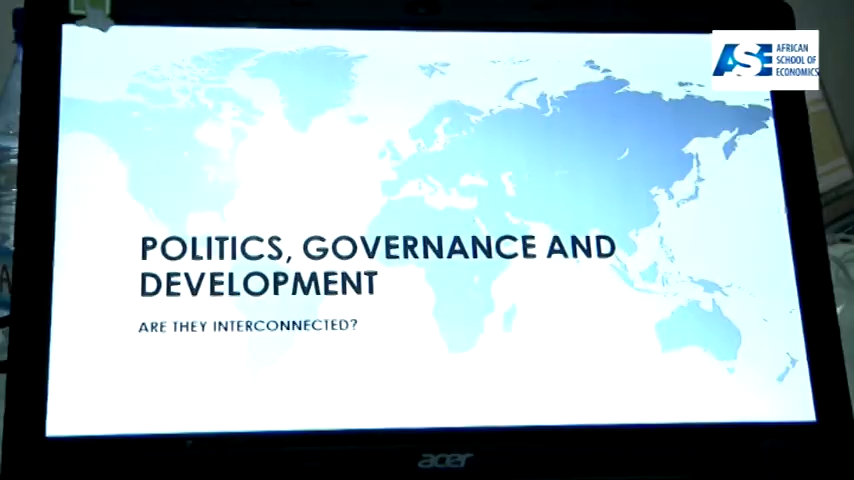 ASE
AFRICAN
SCHOOL OF
ECONOMICS
POLITICS, GOVERNANCE AND
DEVELOPMENT
ARE THEY INTERCONNECTED?
acer